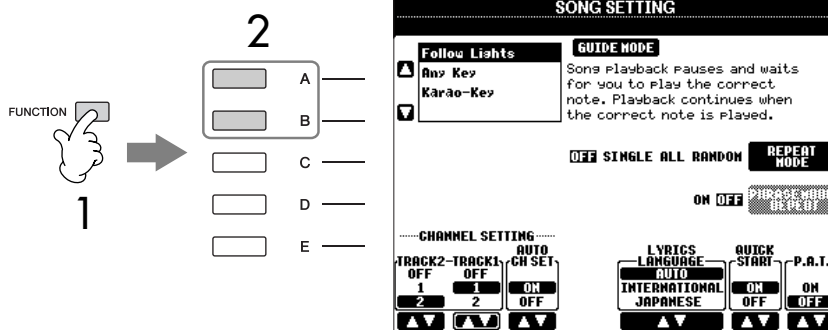 2
FUNCTION
1
A
B
C
D
E
SONG SETTING
Follow Lights
Any Key
Karao-Key
GUIDE MODE
Song playback pauses and waits
for you to play the correct
note. Playback continues when
the correct note is played.
OFF SINGLE ALL RANDOM
REPEAT
MODE
ON OFF
REPEAT
CHANNEL SETTING
TRACK2
OFF
1
2
TRACK1
OFF
1
2
AUTO
CH SET
ON
OFF
LYRICS
LANGUAGE
AUTO
INTERNATIONAL
JAPANESE
QUICK
START
ON
OFF
P.A.T.
ON
OFF